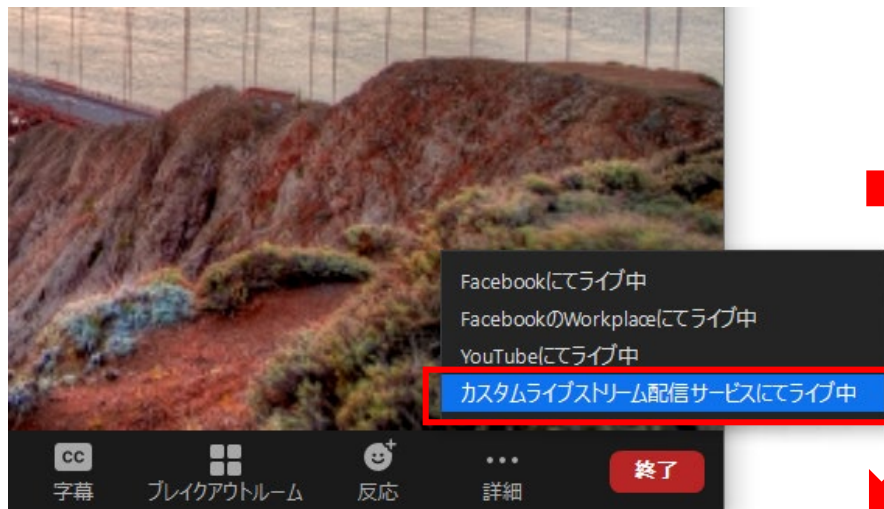 Facebookにてライブ中
FacebookのWorkplaceにてライブ中
YouTubeにてライブ中
カスタムライブストリーム配信サービスにてライブ中
CC
字幕
ブレイクアウトルーム
反応
詳細
終了